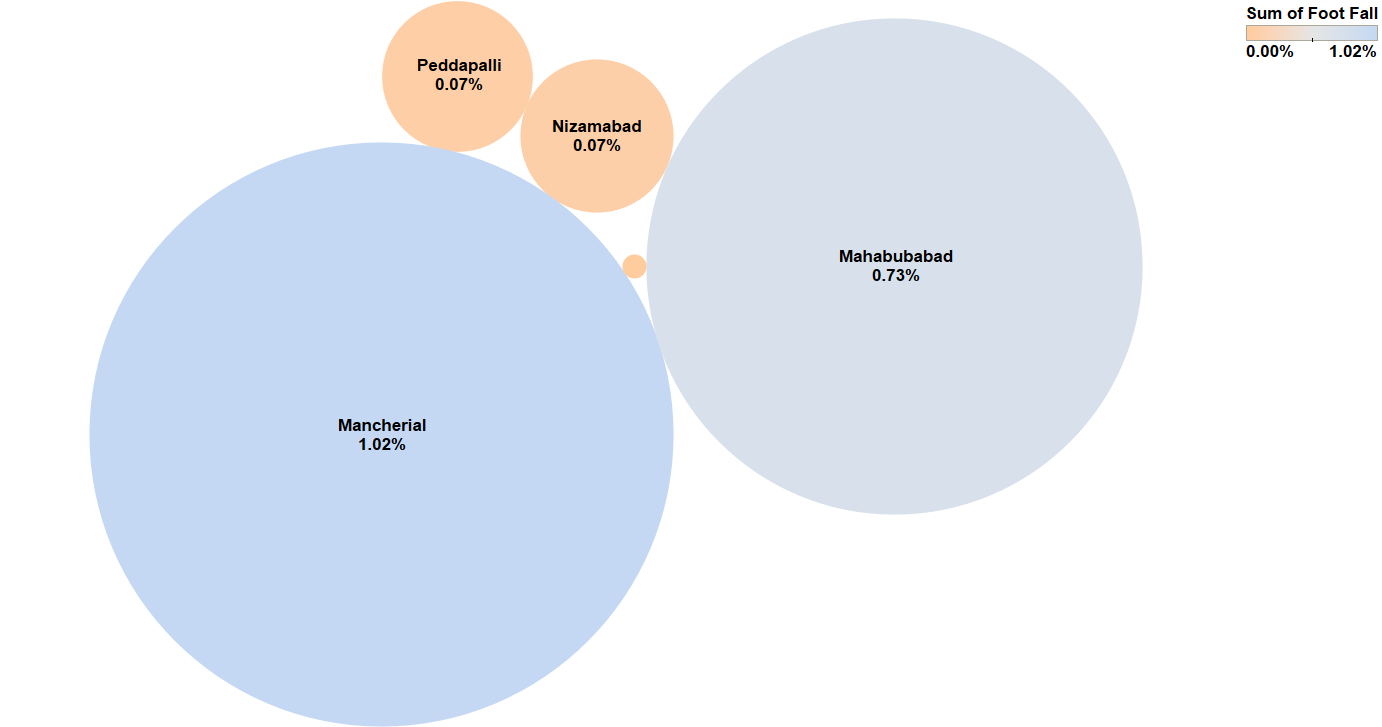 Sum of Foot Fall
0.00% 1.02%
Peddapalli
0.07%
Nizamabad
0.07%
Mahabubabad
0.73%
Mancherial
1.02%